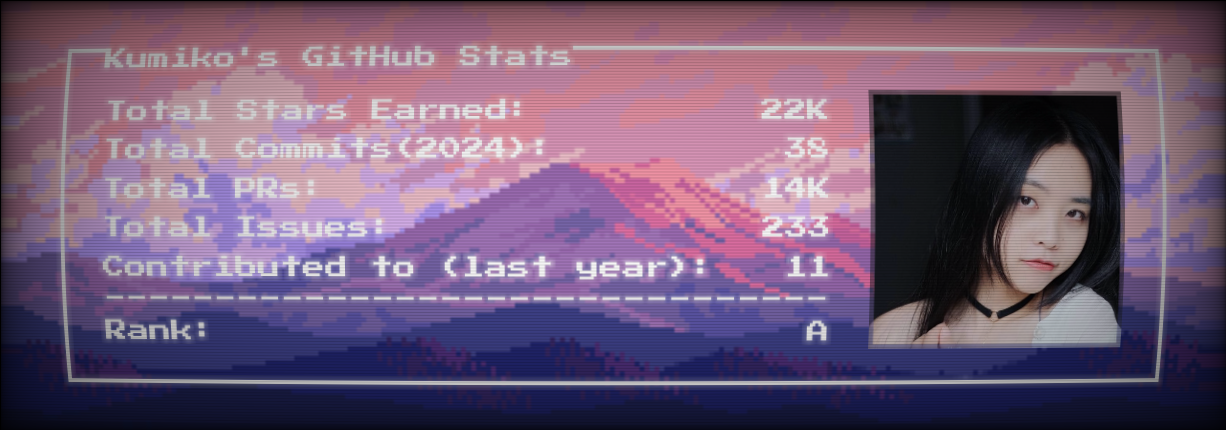 Kumiko's GitHub Stats
Total Stars Earned: 22K
Total Commits(2024): 38
Total PRs: 14K
Total Issues: 233
Contributed to (last year): 11
Rank: A